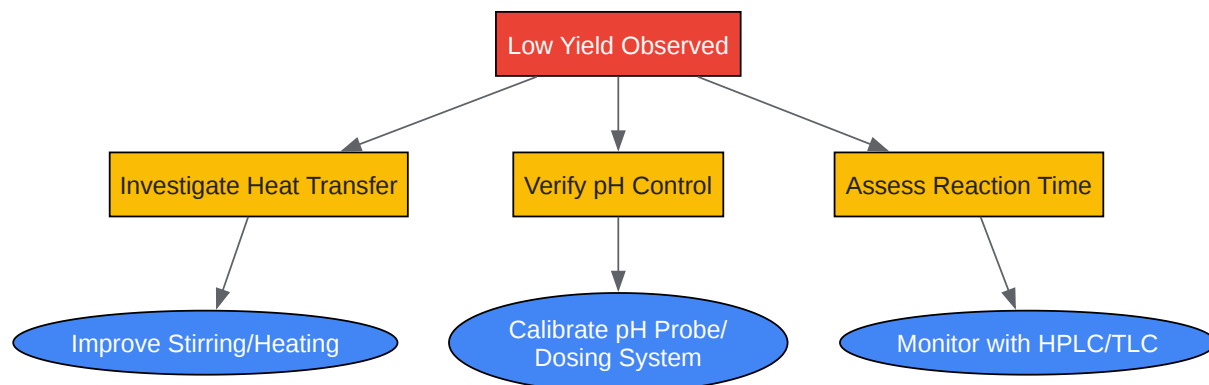 Low Yield Observed
Investigate Heat Transfer
Verify pH Control
Assess Reaction Time
Improve Stirring/Heating
Calibrate pH Probe/
Dosing System
Monitor with HPLC/TLC